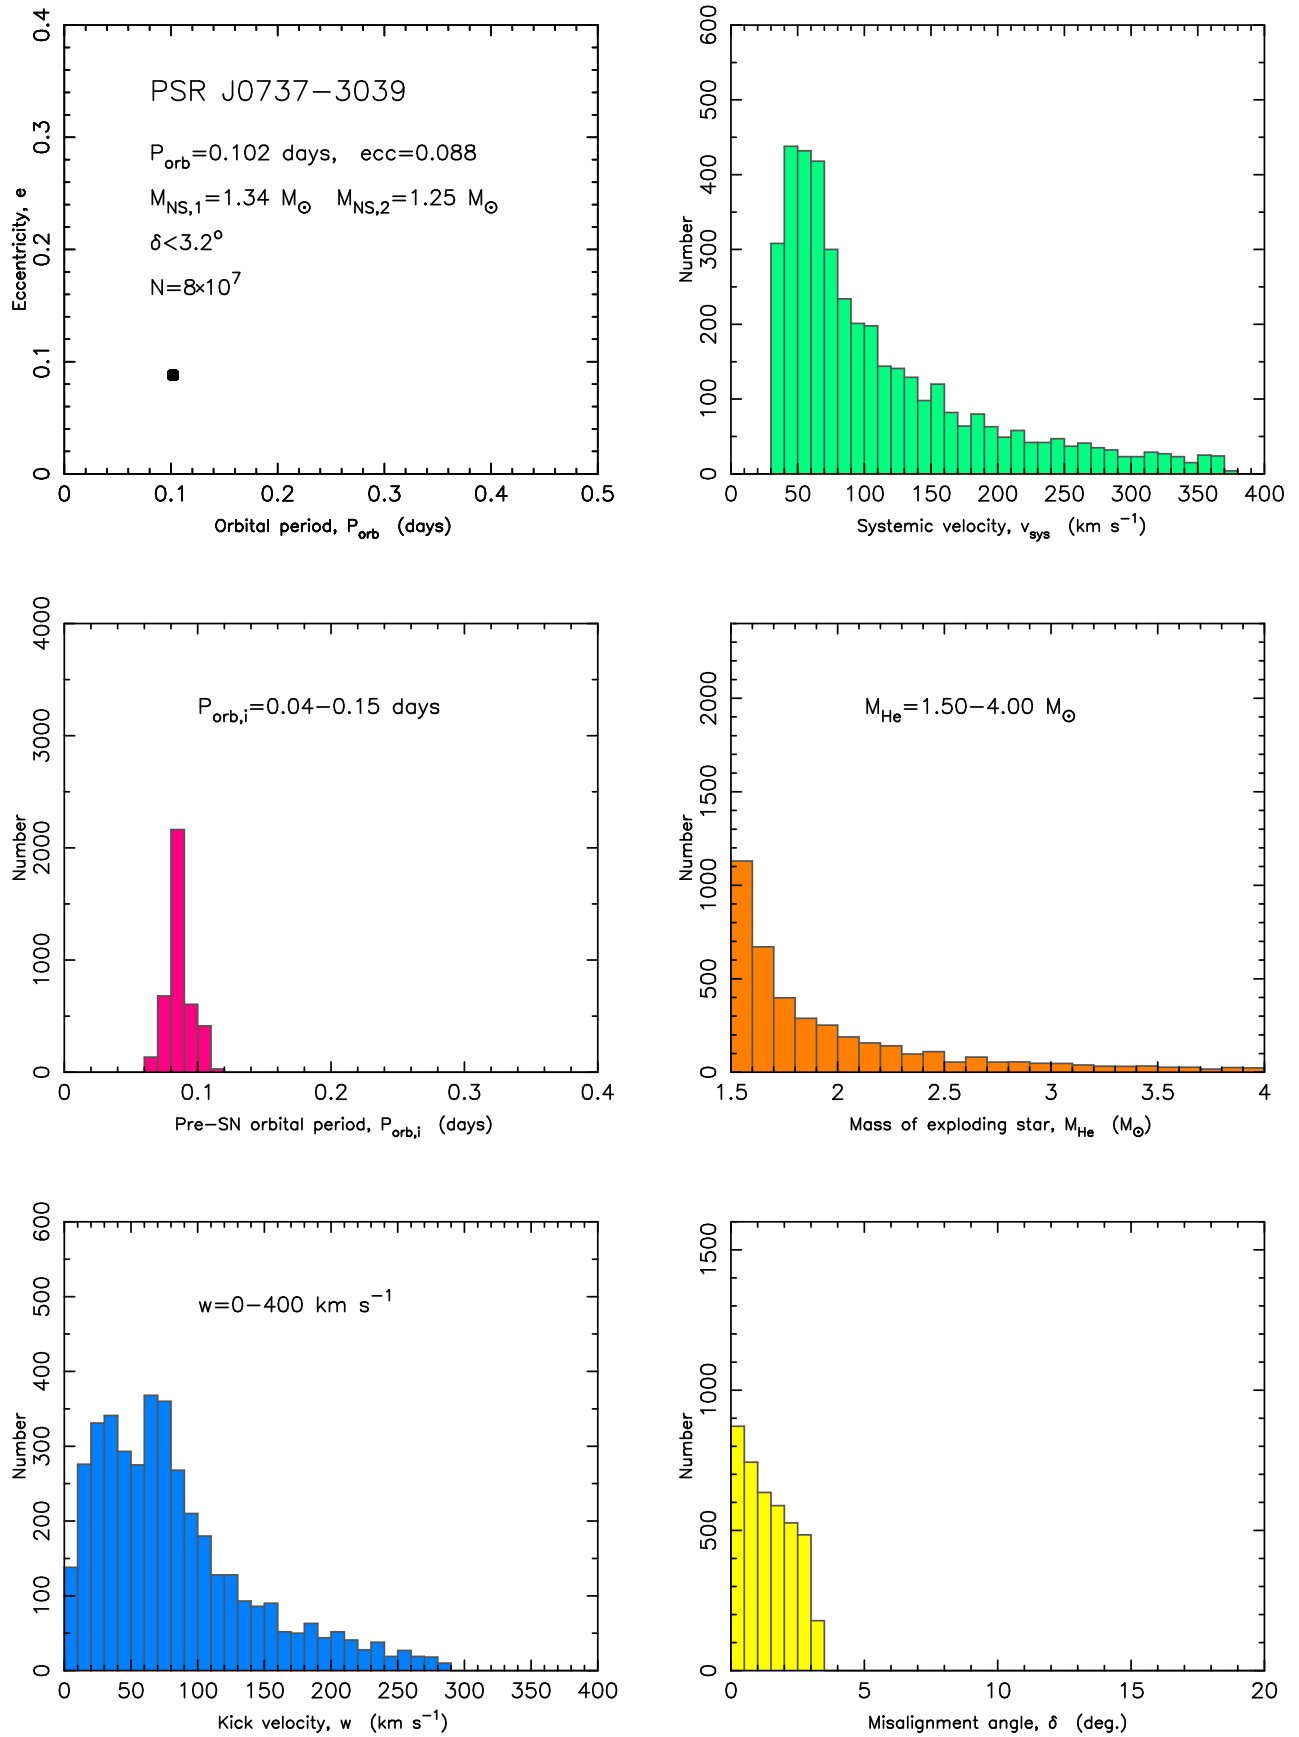 0.4
0.3
0.2
0.1
0
Eccentricity, e
PSR J0737−3039
P_orb=0.102 days, ecc=0.088
M_NS,1=1.34 M_⊙ M_NS,2=1.25 M_⊙
δ<3.2°
N=8×10⁷
0 0.1 0.2 0.3 0.4 0.5
Orbital period, P_orb (days)
600
500
400
300
200
100
0
Number
0 50 100 150 200 250 300 350 400
Systemic velocity, v_sys (km s⁻¹)
4000
3000
2000
1000
0
Number
P_orb,i=0.04−0.15 days
0 0.1 0.2 0.3 0.4
Pre−SN orbital period, P_orb,i (days)
2000
1500
1000
500
0
Number
M_He=1.50−4.00 M_⊙
1.5 2 2.5 3 3.5 4
Mass of exploding star, M_He (M_⊙)
600
500
400
300
200
100
0
Number
w=0−400 km s⁻¹
0 50 100 150 200 250 300 350 400
Kick velocity, w (km s⁻¹)
1500
1000
500
0
Number
0 5 10 15 20
Misalignment angle, δ (deg.)